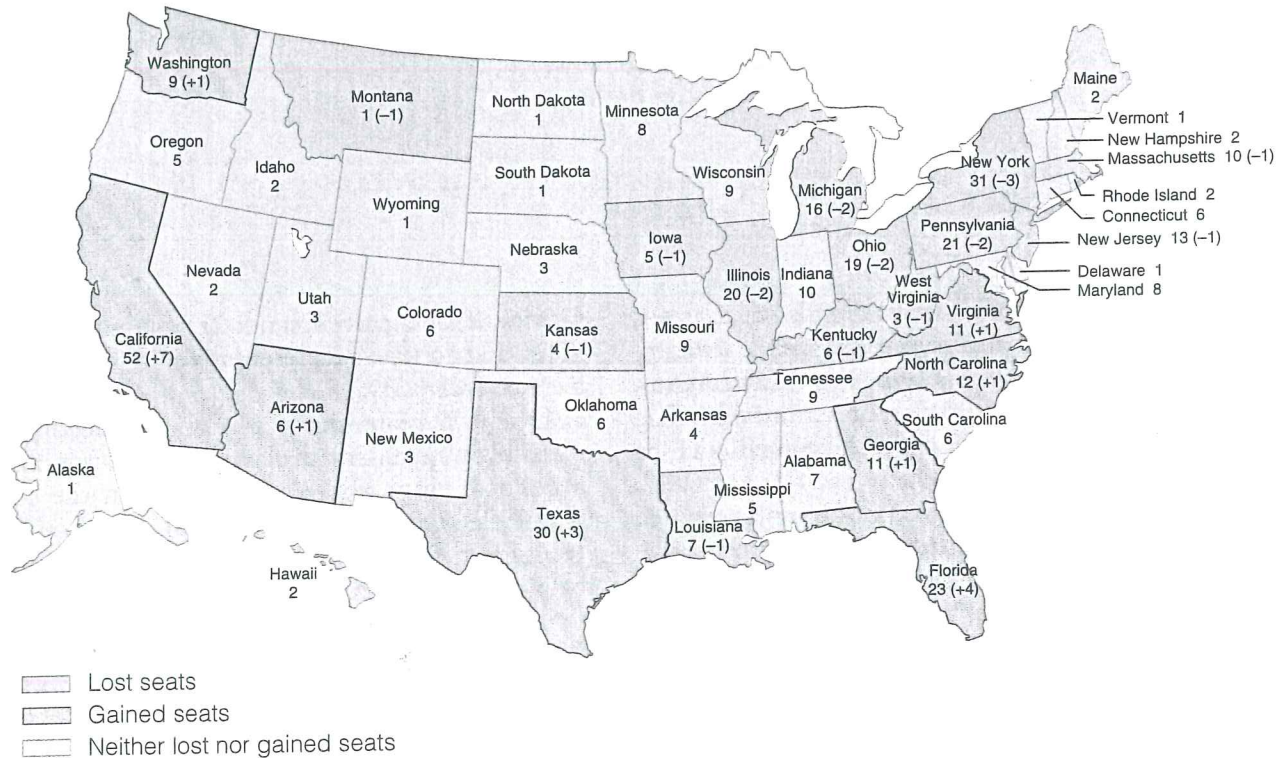 Washington
9 (+1)
Montana
1 (–1)
North Dakota
1
Minnesota
8
Maine
2
Vermont 1
New Hampshire 2
Massachusetts 10 (–1)
Oregon
5
Idaho
2
Wyoming
1
South Dakota
1
Wisconsin
9
Michigan
16 (–2)
New York
31 (–3)
Rhode Island 2
Connecticut 6
New Jersey 13 (–1)
Pennsylvania
21 (–2)
Delaware 1
Maryland 8
Nevada
2
Utah
3
Colorado
6
Nebraska
3
Iowa
5 (–1)
Illinois
20 (–2)
Indiana
10
Ohio
19 (–2)
West
Virginia
3 (–1)
Virginia
11 (+1)
California
52 (+7)
Kansas
4 (–1)
Missouri
9
Kentucky
6 (–1)
North Carolina
12 (+1)
Tennessee
9
South Carolina
6
Arizona
6 (+1)
New Mexico
3
Oklahoma
6
Arkansas
4
Georgia
11 (+1)
Alabama
7
Mississippi
5
Alaska
1
Texas
30 (+3)
Louisiana
7 (–1)
Hawaii
2
Florida
23 (+4)
Lost seats
Gained seats
Neither lost nor gained seats